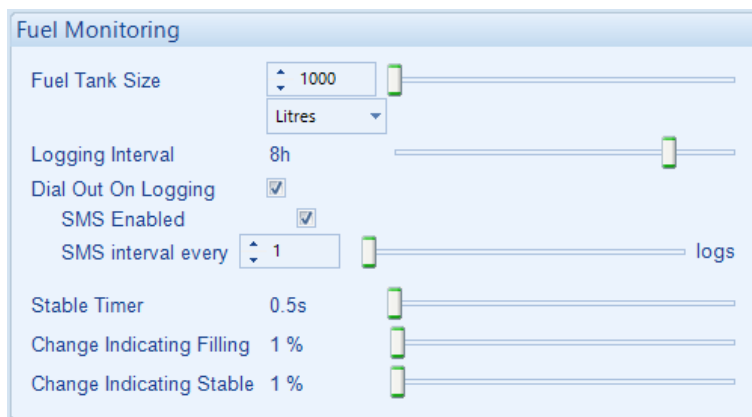 Fuel Monitoring
Fuel Tank Size 1000
Litres
Logging Interval 8h
Dial Out On Logging
SMS Enabled
SMS interval every 1 logs
Stable Timer 0.5s
Change Indicating Filling 1 %
Change Indicating Stable 1 %